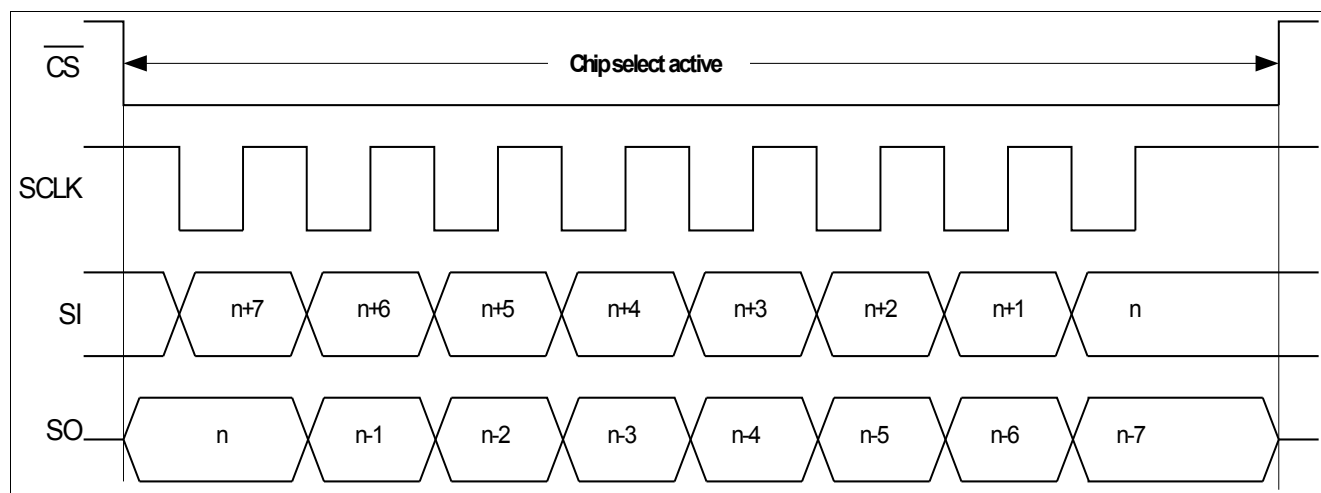 CS
Chip select active
SCLK
SI n+7 n+6 n+5 n+4 n+3 n+2 n+1 n
SO n n-1 n-2 n-3 n-4 n-5 n-6 n-7